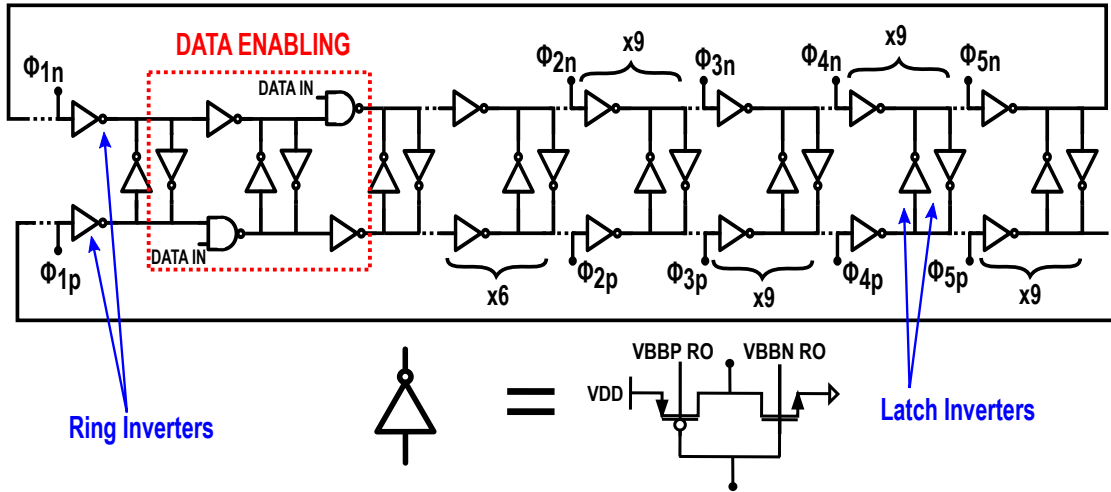 DATA ENABLING
Φ1n
DATA IN
Φ2n
x9
Φ3n
Φ4n
x9
Φ5n
Φ1p
DATA IN
x6
Φ2p
Φ3p
x9
Φ4p
Φ5p
x9
Ring Inverters
VBBP RO
VBBN RO
VDD
=
Latch Inverters